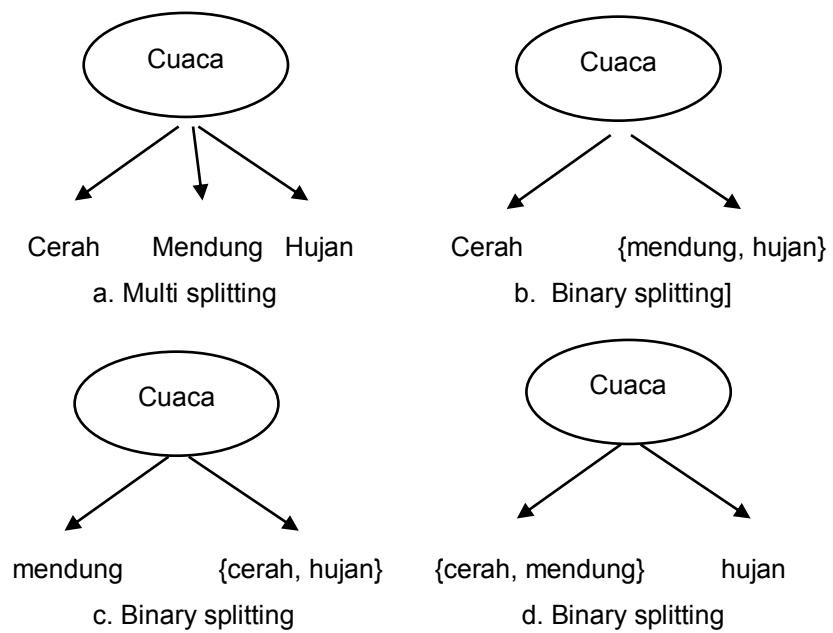 Cuaca
Cerah Mendung Hujan
a. Multi splitting
Cuaca
Cerah {mendung, hujan}
b. Binary splitting]
Cuaca
mendung {cerah, hujan}
c. Binary splitting
Cuaca
{cerah, mendung} hujan
d. Binary splitting